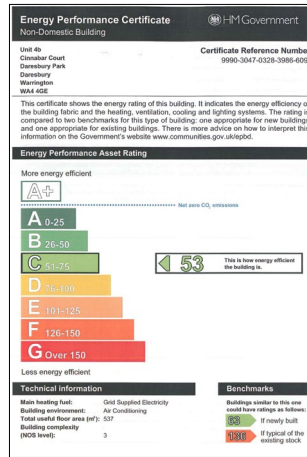 Energy Performance Certificate
HM Government
Non-Domestic Building
Unit 4b
Cinnabar Court
Daresbury Park
Daresbury
Warrington
WA4 4GE
Certificate Reference Numbe
9990-3047-0328-3986-609
This certificate shows the energy rating of this building. It indicates the energy efficiency o
the building fabric and the heating, ventilation, cooling and lighting systems. The rating is
compared to two benchmarks for this type of building: one appropriate for new buildings
and one appropriate for existing buildings. There is more advice on how to interpret this
information on the Government's website www.communities.gov.uk/epbd.
Energy Performance Asset Rating
More energy efficient
A+
Net zero CO₂ emissions
A 0-25
B 26-50
C 51-75
53
This is how energy efficient
the building is.
D 76-100
E 101-125
F 126-150
G Over 150
Less energy efficient
Technical information
Main heating fuel: Grid Supplied Electricity
Building environment: Air Conditioning
Total useful floor area (m²): 537
Building complexity
(NOS level): 3
Benchmarks
Buildings similar to this one
could have ratings as follows:
63 If newly built
If typical of the
existing stock